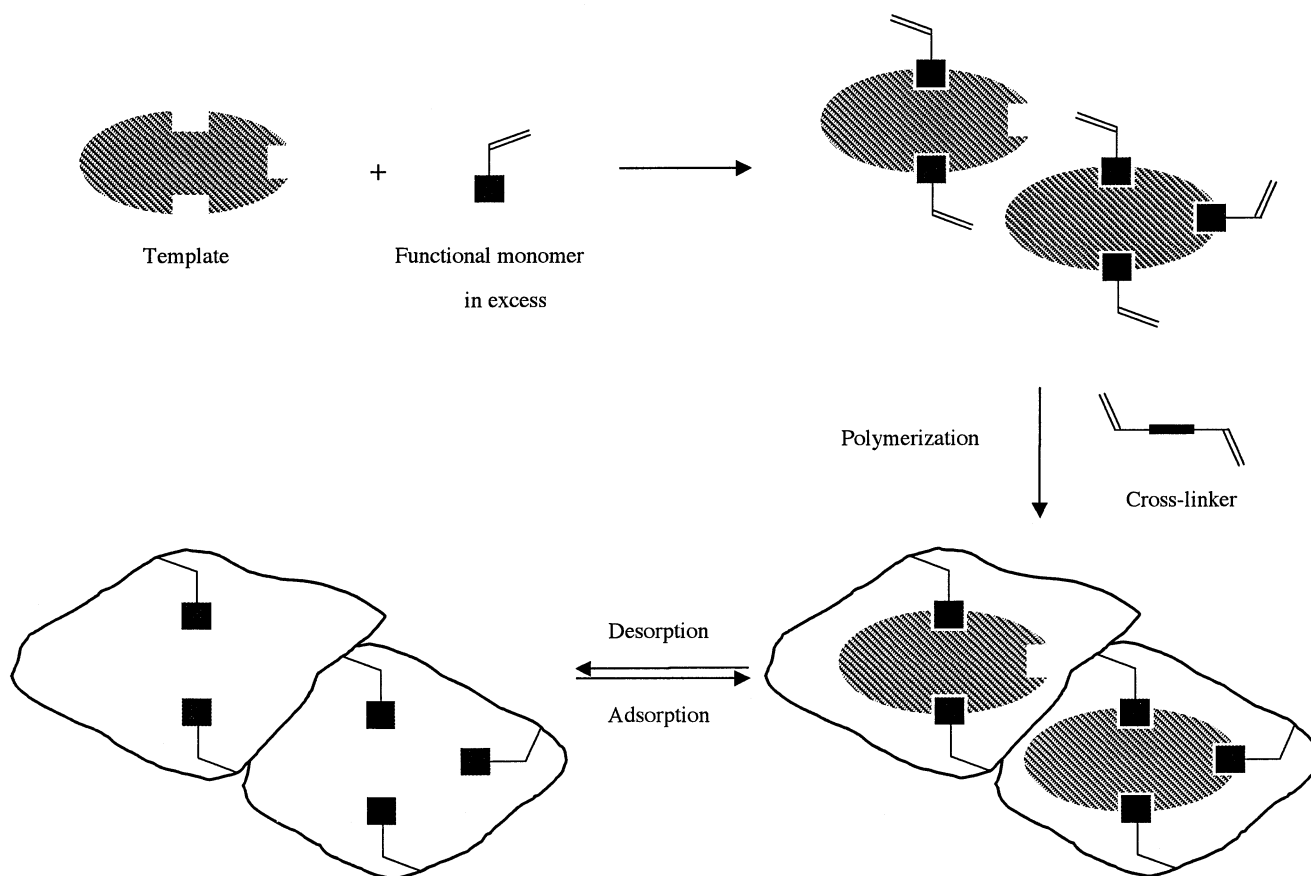 +
Template
Functional monomer
in excess
Polymerization
Cross-linker
Desorption
Adsorption